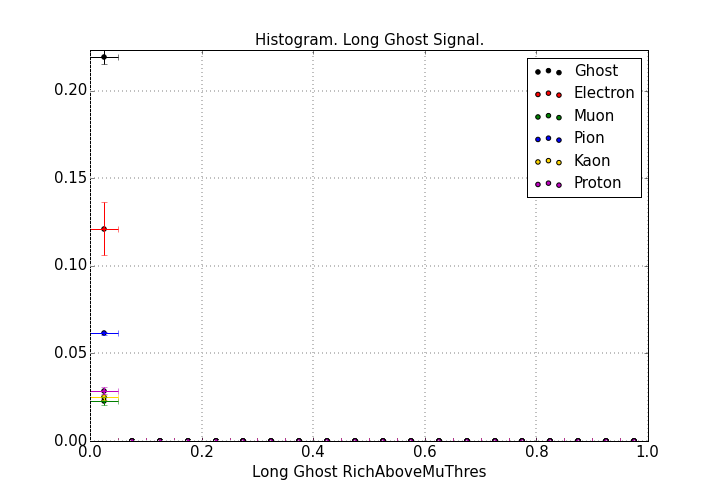 Histogram. Long Ghost Signal.
Ghost
Electron
Muon
Pion
Kaon
Proton
0.20
0.15
0.10
0.05
0.00
0.0 0.2 0.4 0.6 0.8 1.0
Long Ghost RichAboveMuThres